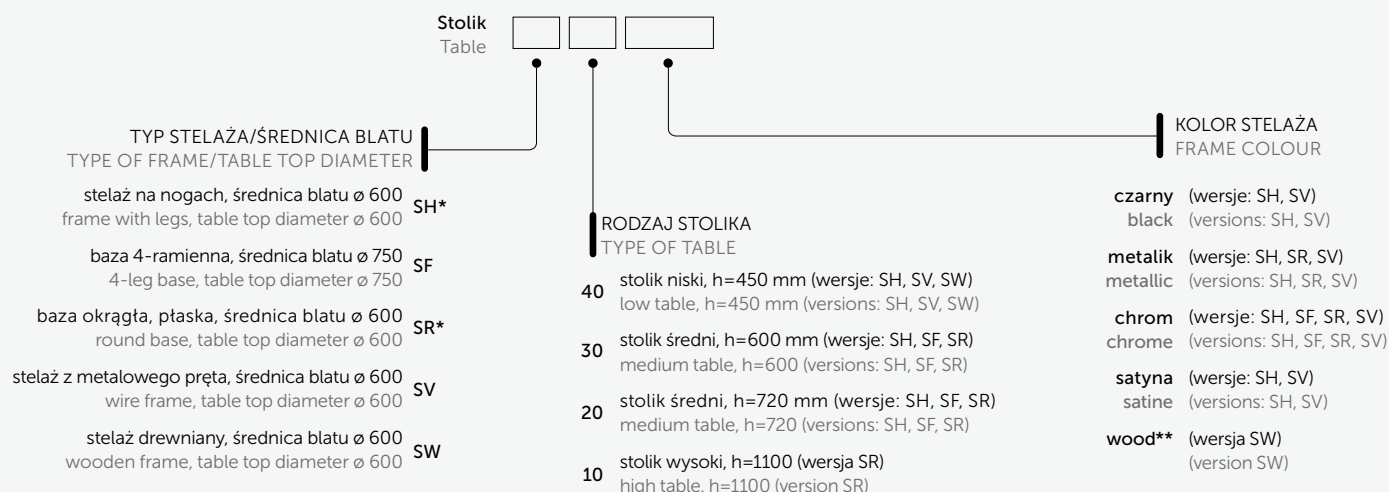 Stolik
Table
TYP STELAŻA/ŚREDNICA BLATU
TYPE OF FRAME/TABLE TOP DIAMETER
stelaż na nogach, średnica blatu ø 600
frame with legs, table top diameter ø 600
SH*
baza 4-ramienna, średnica blatu ø 750
4-leg base, table top diameter ø 750
SF
baza okrągła, płaska, średnica blatu ø 600
round base, table top diameter ø 600
SR*
stelaż z metalowego pręta, średnica blatu ø 600
wire frame, table top diameter ø 600
SV
stelaż drewniany, średnica blatu ø 600
wooden frame, table top diameter ø 600
SW
RODZAJ STOLIKA
TYPE OF TABLE
40
stolik niski, h=450 mm (wersje: SH, SV, SW)
low table, h=450 mm (versions: SH, SV, SW)
30
stolik średni, h=600 mm (wersje: SH, SF, SR)
medium table, h=600 (versions: SH, SF, SR)
20
stolik średni, h=720 mm (wersje: SH, SF, SR)
medium table, h=720 (versions: SH, SF, SR)
10
stolik wysoki, h=1100 (wersja SR)
high table, h=1100 (version SR)
KOLOR STELAŻA
FRAME COLOUR
czarny (wersje: SH, SV)
black (versions: SH, SV)
metalik (wersje: SH, SR, SV)
metallic (versions: SH, SR, SV)
chrom (wersje: SH, SF, SR, SV)
chrome (versions: SH, SF, SR, SV)
satyna (wersje: SH, SV)
satine (versions: SH, SV)
wood** (wersja SW)
(version SW)